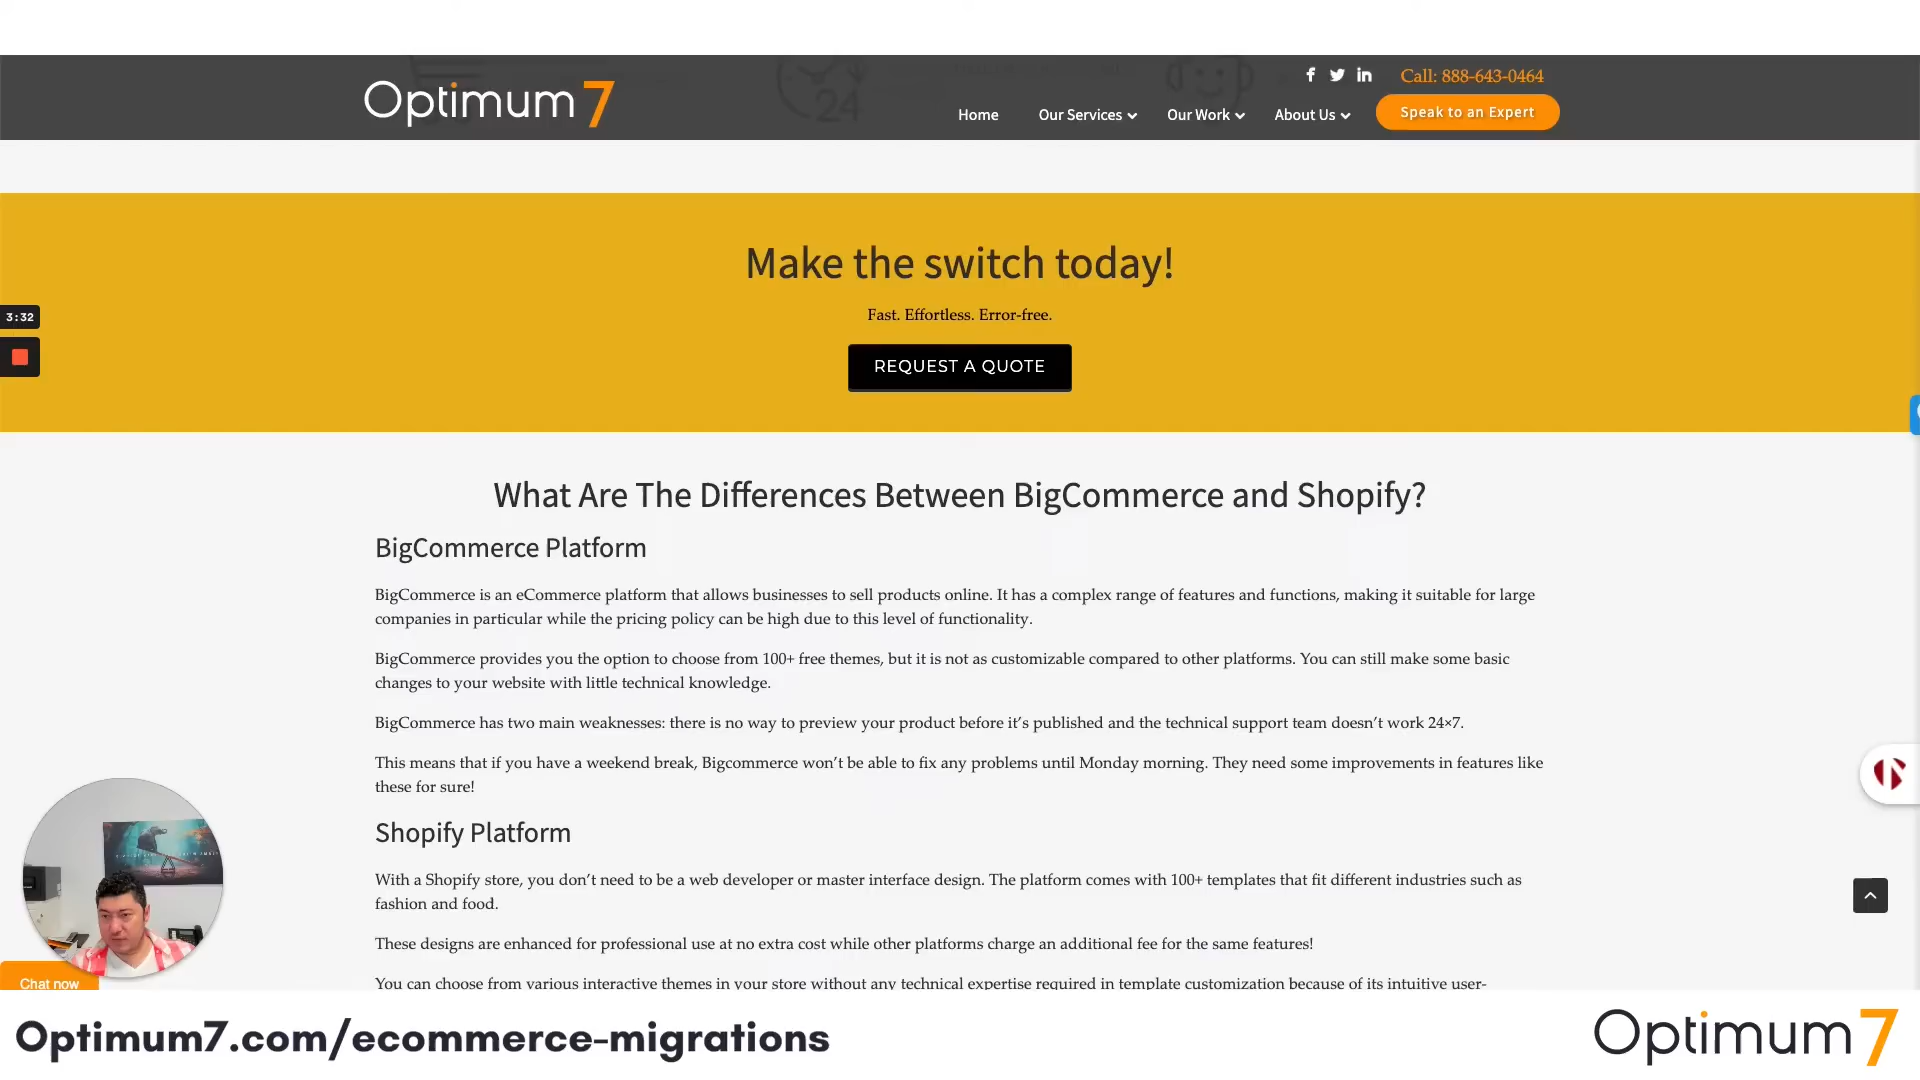 Optimum 7
24
Call: 888-643-0464
Home
Our Services
Our Work
About Us
Speak to an Expert
Make the switch today!
Fast. Effortless. Error-free.
REQUEST A QUOTE
3:32
What Are The Differences Between BigCommerce and Shopify?
BigCommerce Platform
BigCommerce is an eCommerce platform that allows businesses to sell products online. It has a complex range of features and functions, making it suitable for large
companies in particular while the pricing policy can be high due to this level of functionality.
BigCommerce provides you the option to choose from 100+ free themes, but it is not as customizable compared to other platforms. You can still make some basic
changes to your website with little technical knowledge.
BigCommerce has two main weaknesses: there is no way to preview your product before it’s published and the technical support team doesn’t work 24×7.
This means that if you have a weekend break, Bigcommerce won’t be able to fix any problems until Monday morning. They need some improvements in features like
these for sure!
Shopify Platform
With a Shopify store, you don’t need to be a web developer or master interface design. The platform comes with 100+ templates that fit different industries such as
fashion and food.
These designs are enhanced for professional use at no extra cost while other platforms charge an additional fee for the same features!
You can choose from various interactive themes in your store without any technical expertise required in template customization because of its intuitive user-
Chat now
Optimum7.com/ecommerce-migrations
Optimum 7